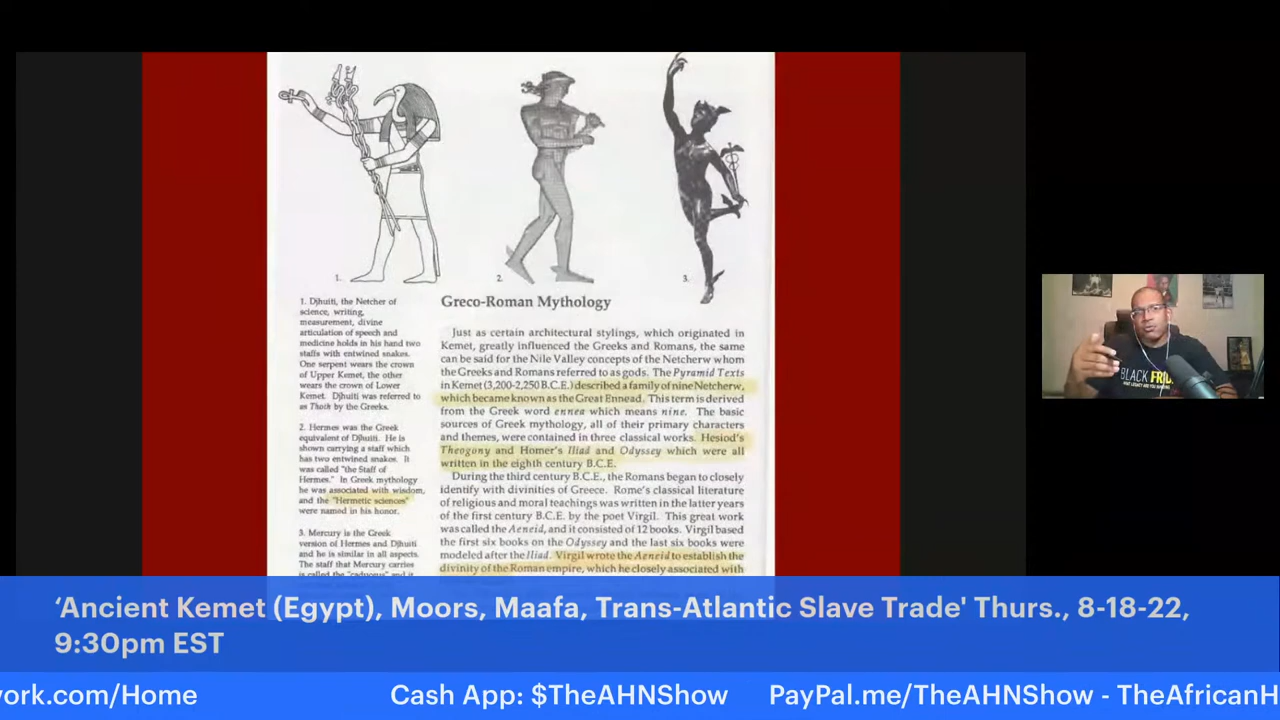 1.
2.
3.
1. Djhuiti, the Netcher of
science, writing,
measurement, divine
articulation of speech and
medicine holds in his hand two
staffs with entwined snakes.
One serpent wears the crown
of Upper Kemet, the other
wears the crown of Lower
Kemet. Djhuiti was referred to
as Thoth by the Greeks.
2. Hermes was the Greek
equivalent of Djhuiti. He is
shown carrying a staff which
has two entwined snakes. It
was called "the Staff of
Hermes." In Greek mythology
he was associated with wisdom,
and the "Hermetic sciences"
were named in his honor.
3. Mercury is the Greek
version of Hermes and Djhuiti
and he is similar in all aspects.
The staff that Mercury carries
is called the "caduceus" and it
Greco-Roman Mythology
Just as certain architectural stylings, which originated in
Kemet, greatly influenced the Greeks and Romans, the same
can be said for the Nile Valley concepts of the Netcherw whom
the Greeks and Romans referred to as gods. The Pyramid Texts
in Kemet (3,200-2,250 B.C.E.) described a family of nine Netcherw,
which became known as the Great Ennead. This term is derived
from the Greek word ennea which means nine. The basic
sources of Greek mythology, all of their primary characters
and themes, were contained in three classical works. Hesiod's
Theogony and Homer's Iliad and Odyssey which were all
written in the eighth century B.C.E.
During the third century B.C.E., the Romans began to closely
identify with divinities of Greece. Rome's classical literature
of religious and moral teachings was written in the latter years
of the first century B.C.E. by the poet Virgil. This great work
was called the Aeneid, and it consisted of 12 books. Virgil based
the first six books on the Odyssey and the last six books were
modeled after the Iliad. Virgil wrote the Aeneid to establish the
divinity of the Roman empire, which he closely associated with
BLACK FRI
WHAT LEGACY ARE YOU
‘Ancient Kemet (Egypt), Moors, Maafa, Trans-Atlantic Slave Trade' Thurs., 8-18-22,
9:30pm EST
work.com/Home Cash App: $TheAHNShow PayPal.me/TheAHNShow - TheAfricanH